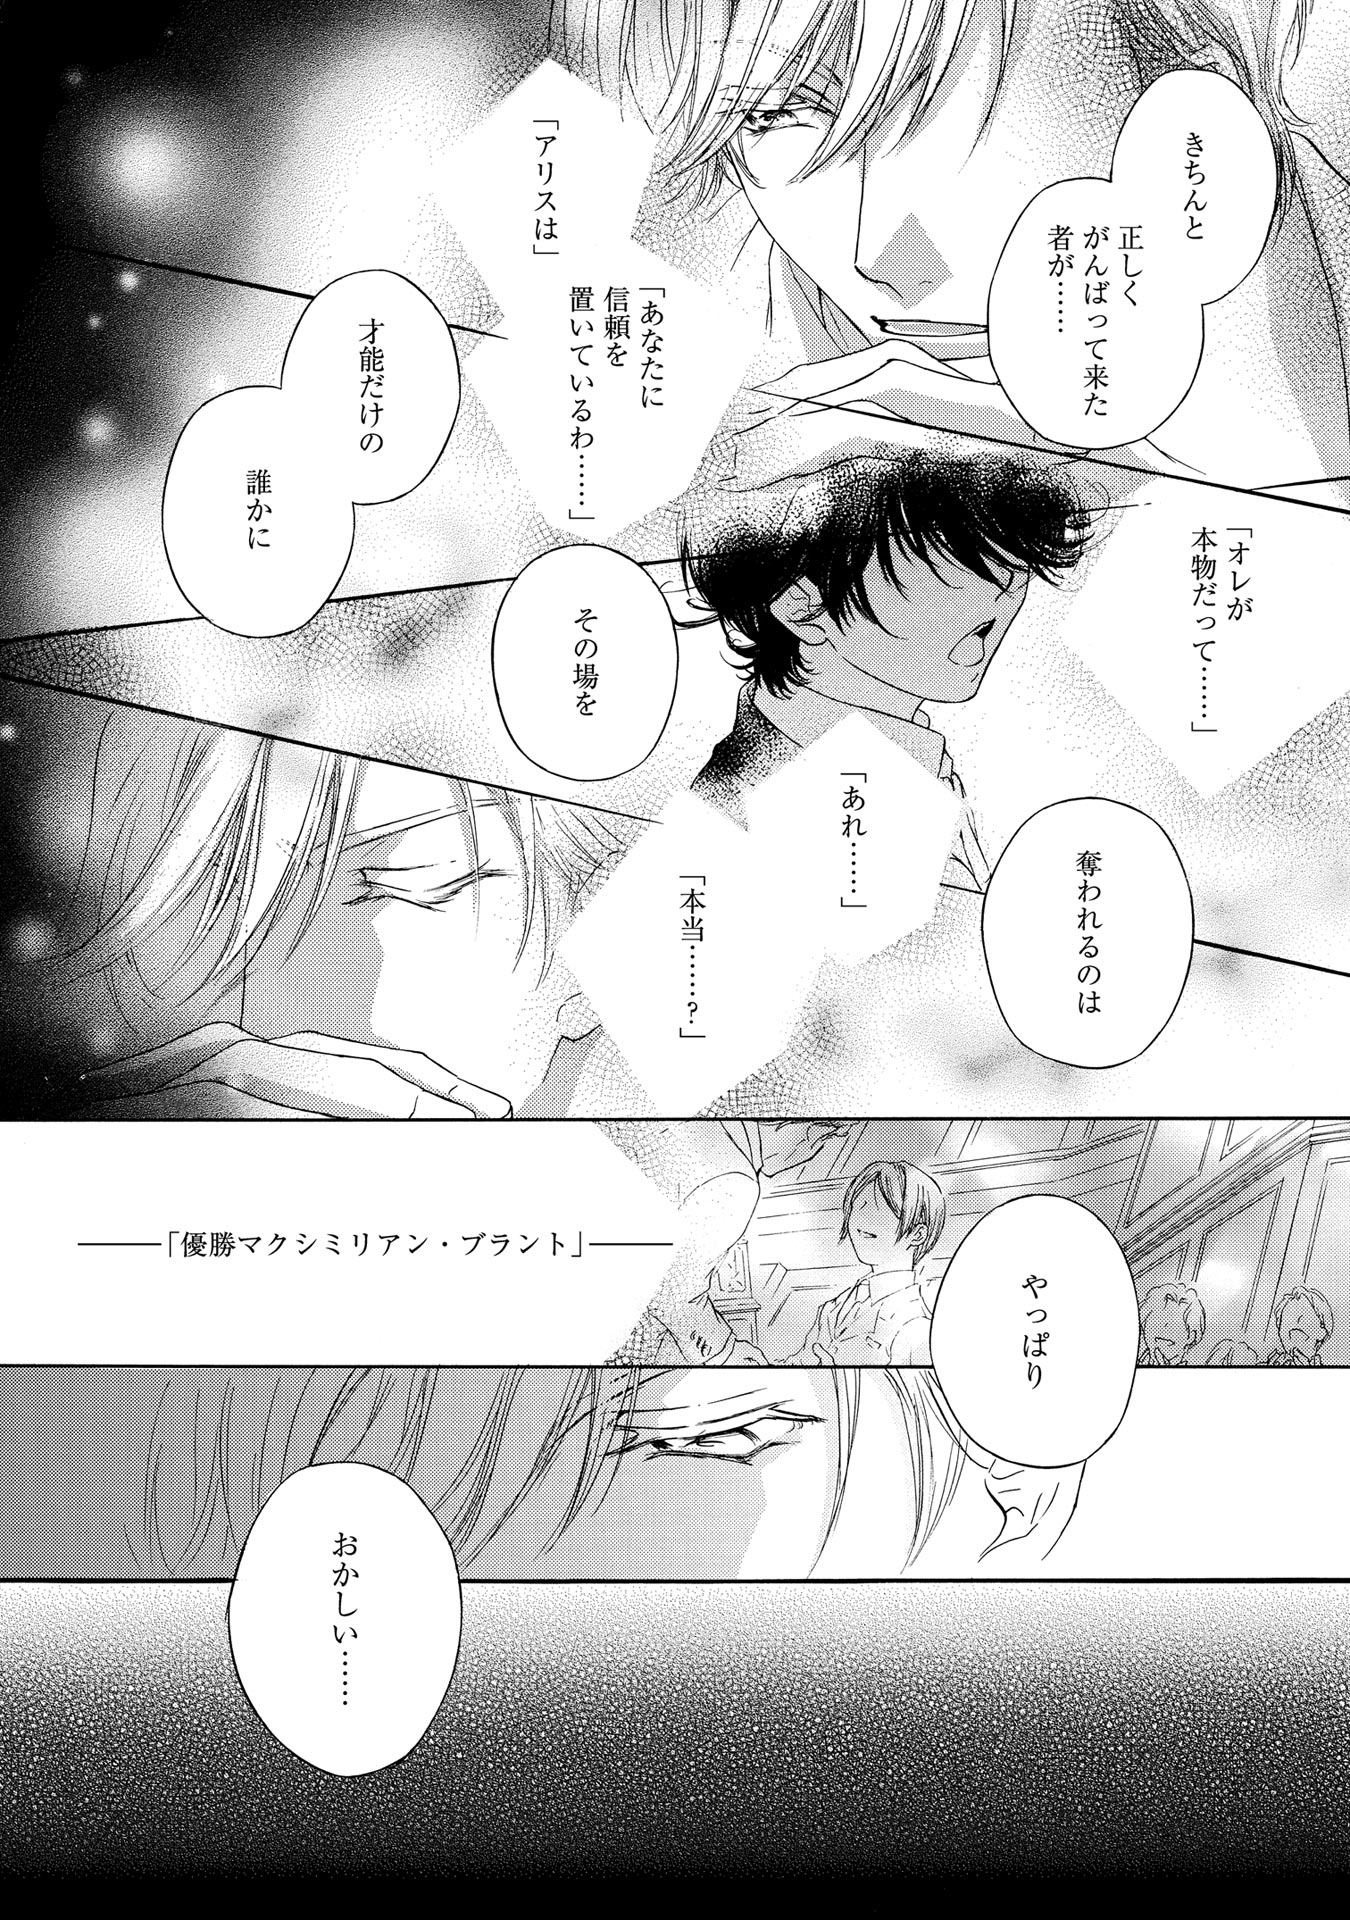 きちんと
正しく
がんばって来た
者が……
「アリスは」
「あなたに
信頼を
置いているわ……」
才能だけの
誰かに
「オレが
本物だって……」
その場を
「あれ……」
「本当……?」
奪われるのは
――「優勝マクシミリアン・ブラント」――
やっぱり
おかしい……